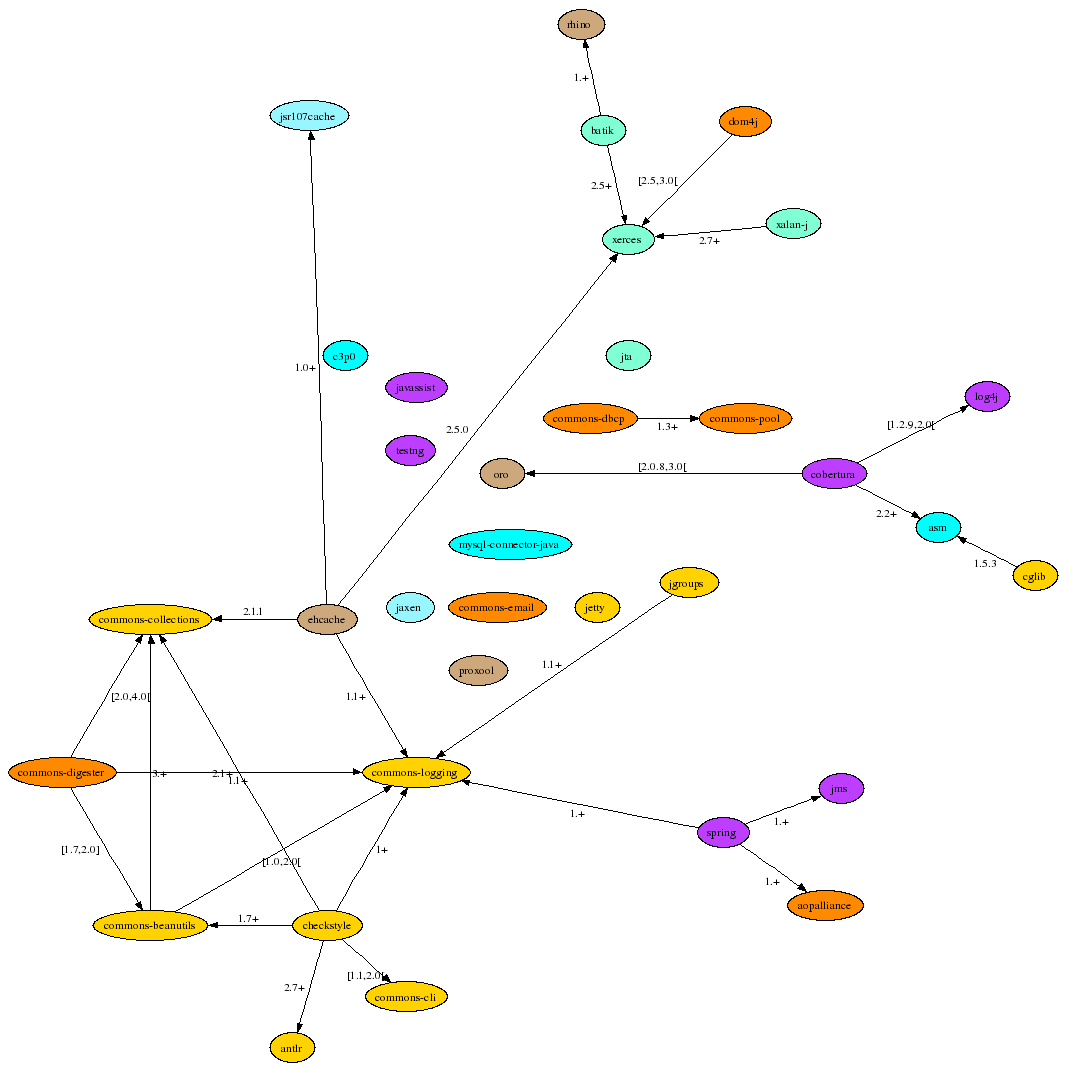 rhino
1.+
jsr107cache
batik
dom4j
2.5+
[2.5,3.0[
xerces
xalan-j
2.7+
c3p0
jta
1.0+
javassist
log4j
commons-dbcp
1.3+
commons-pool
[1.2.9,2.0[
2.5.0
testng
oro
[2.0.8,3.0[
cobertura
2.2+
asm
mysql-connector-java
1.5.3
cglib
jgroups
commons-collections
2.1.1
ehcache
jaxen
commons-email
jetty
proxool
1.1+
[2.0,4.0[
1.1+
commons-digester
3.+
2.1+
1.1+
commons-logging
jms
1.+
1.+
spring
[1.7,2.0]
[1.0,2.0[
1+
1.+
aopalliance
commons-beanutils
1.7+
checkstyle
2.7+
[1.1,2.0[
commons-cli
antlr